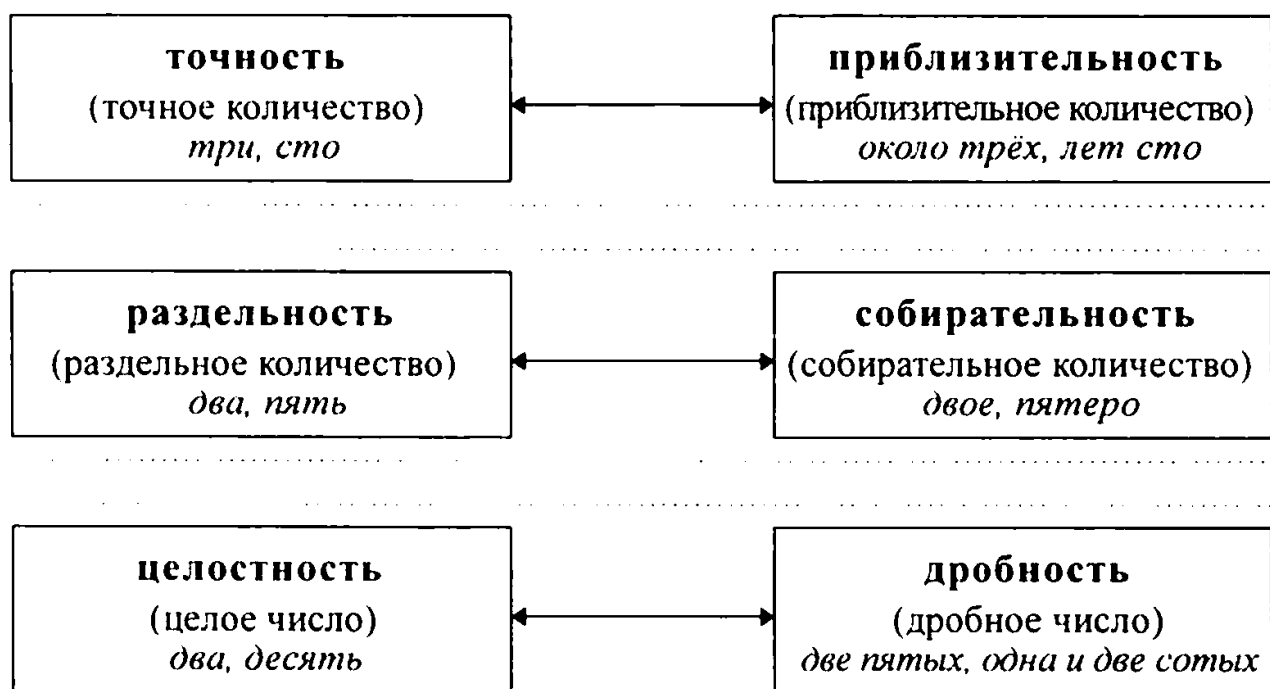 точность
(точное количество)
три, сто
приблизительность
(приблизительное количество)
около трёх, лет сто
раздельность
(раздельное количество)
два, пять
собирательность
(собирательное количество)
двое, пятеро
целостность
(целое число)
два, десять
дробность
(дробное число)
две пятых, одна и две сотых